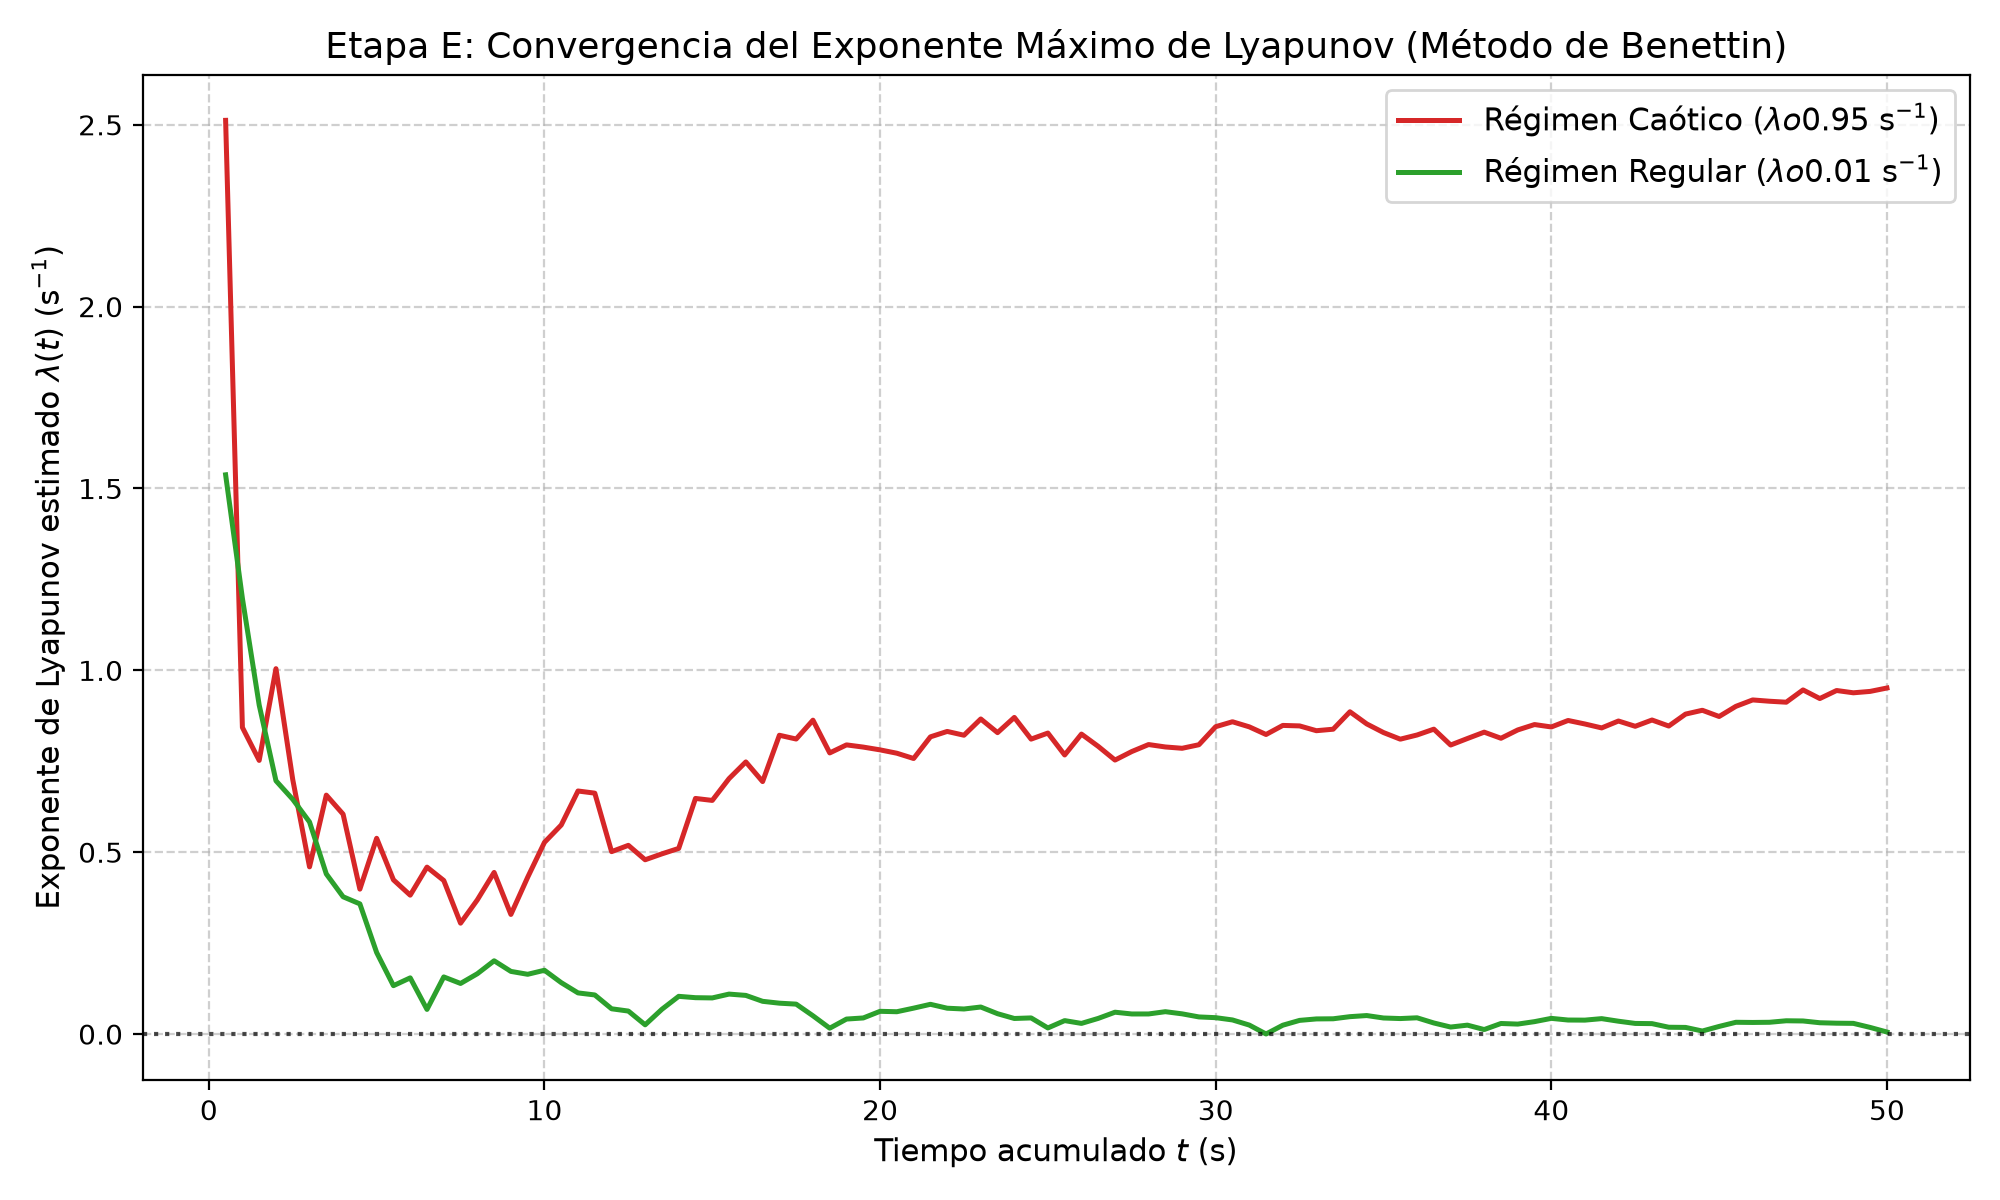 Etapa E: Convergencia del Exponente Máximo de Lyapunov (Método de Benettin)
Régimen Caótico (λo0.95 s⁻¹)
Régimen Regular (λo0.01 s⁻¹)
Exponente de Lyapunov estimado λ(t) (s⁻¹)
2.5
2.0
1.5
1.0
0.5
0.0
0 10 20 30 40 50
Tiempo acumulado t (s)